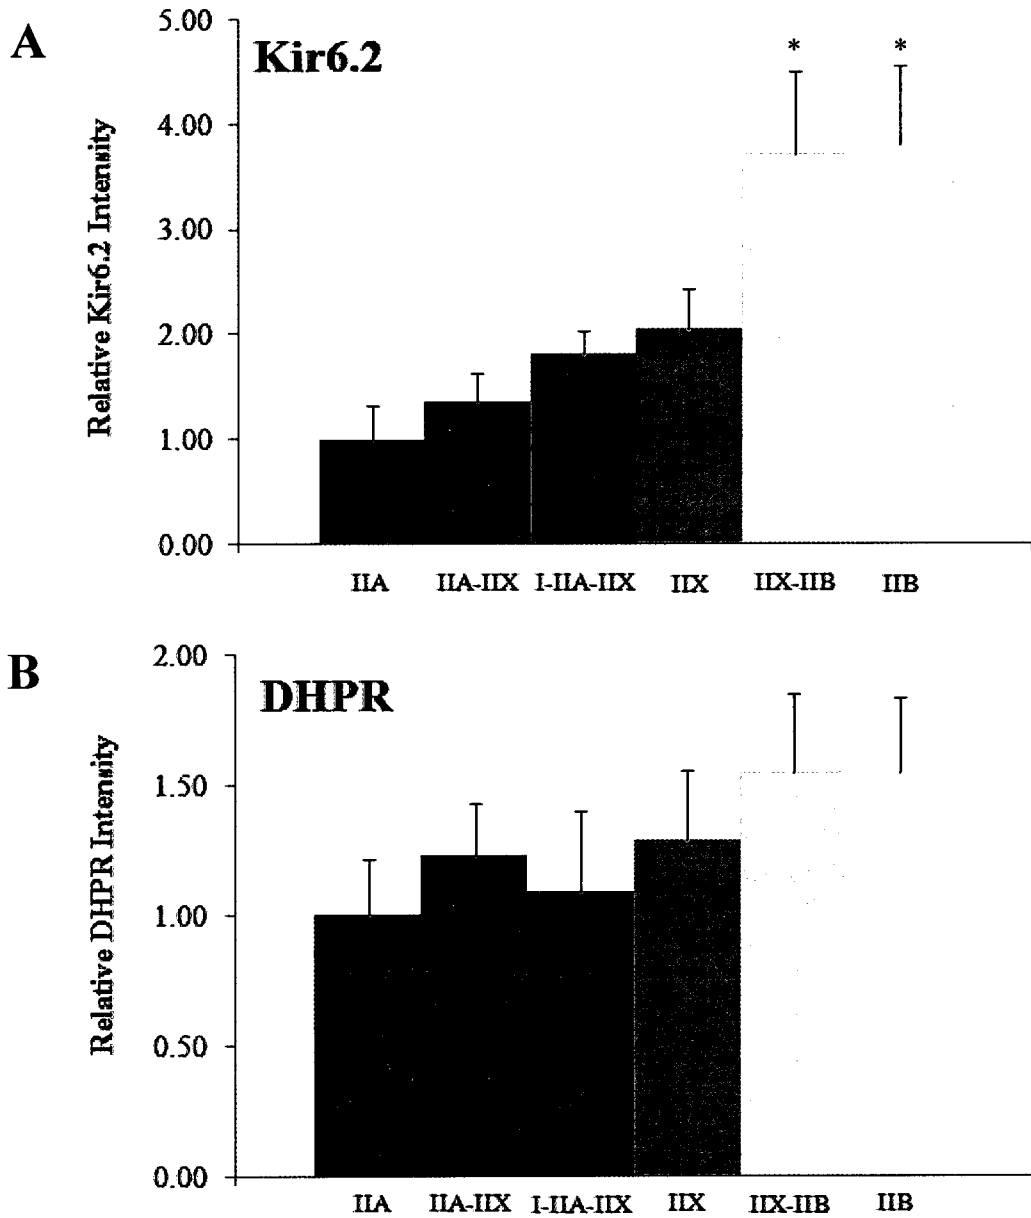 A
Kir6.2
Relative Kir6.2 Intensity
5.00
4.00
3.00
2.00
1.00
0.00
* *
IIA IIA-IIX I-IIA-IIX IIX IIX-IIB IIB
B
DHPR
Relative DHPR Intensity
2.00
1.50
1.00
0.50
0.00
IIA IIA-IIX I-IIA-IIX IIX IIX-IIB IIB